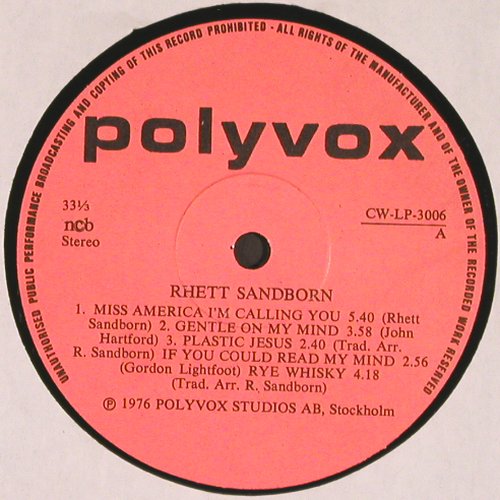 UNAUTHORISED PUBLIC PERFORMANCE BROADCASTING AND COPYING OF THIS RECORD PROHIBITED - ALL RIGHTS OF THE MANUFACTURER AND OF THE OWNER OF THE RECORDED WORK RESERVED
polyvox
33⅓
ncb
Stereo
CW-LP-3006
A
RHETT SANDBORN
1. MISS AMERICA I'M CALLING YOU 5.40 (Rhett
Sandborn) 2. GENTLE ON MY MIND 3.58 (John
Hartford) 3. PLASTIC JESUS 2.40 (Trad. Arr.
R. Sandborn) IF YOU COULD READ MY MIND 2.56
(Gordon Lightfoot) RYE WHISKY 4.18
(Trad. Arr. R. Sandborn)
℗ 1976 POLYVOX STUDIOS AB, Stockholm